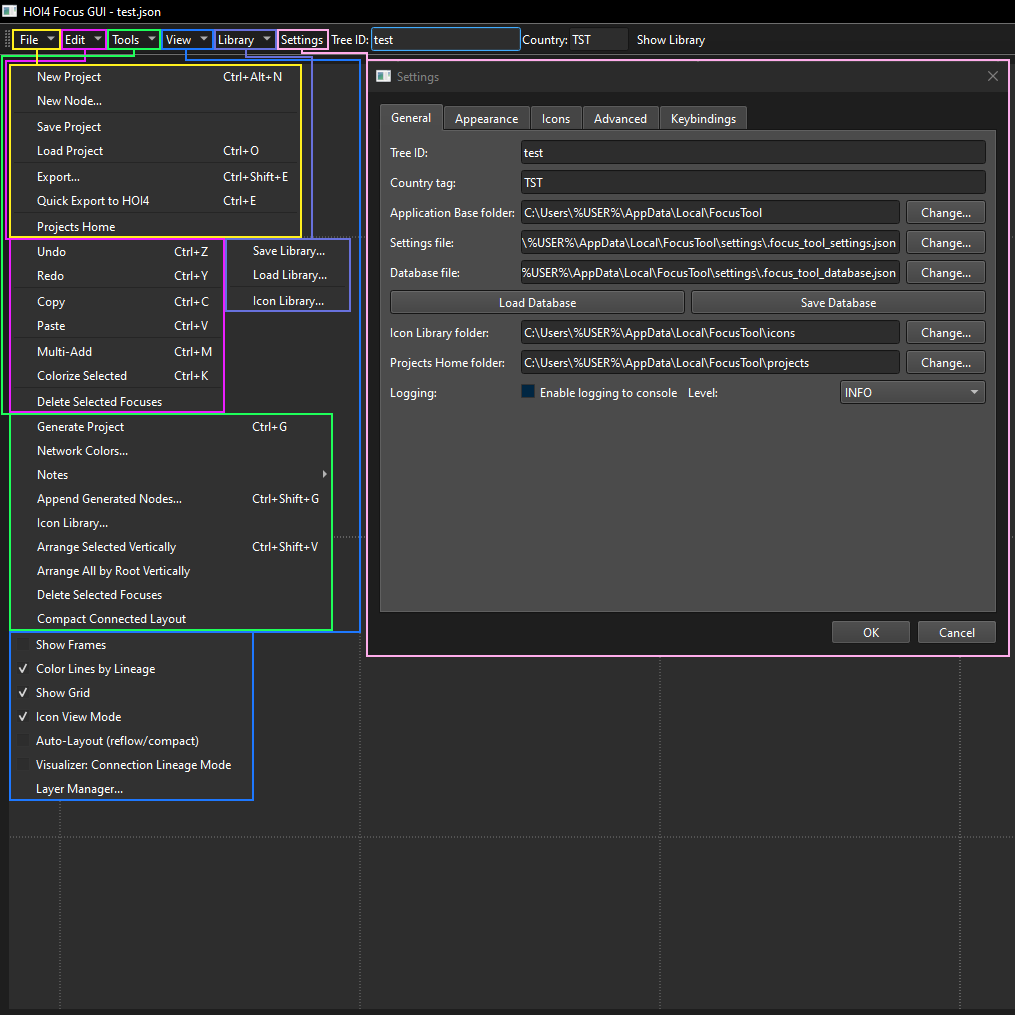 HOI4 Focus GUI - test.json
File Edit Tools View Library Settings Tree ID: test Country: TST Show Library
New Project Ctrl+Alt+N
New Node...
Save Project
Load Project Ctrl+O
Export... Ctrl+Shift+E
Quick Export to HOI4 Ctrl+E
Projects Home
Undo Ctrl+Z
Redo Ctrl+Y
Copy Ctrl+C
Paste Ctrl+V
Multi-Add Ctrl+M
Colorize Selected Ctrl+K
Delete Selected Focuses
Save Library...
Load Library...
Icon Library...
Generate Project Ctrl+G
Network Colors...
Notes
Append Generated Nodes... Ctrl+Shift+G
Icon Library...
Arrange Selected Vertically Ctrl+Shift+V
Arrange All by Root Vertically
Delete Selected Focuses
Compact Connected Layout
Show Frames
Color Lines by Lineage
Show Grid
Icon View Mode
Auto-Layout (reflow/compact)
Visualizer: Connection Lineage Mode
Layer Manager...
Settings
General Appearance Icons Advanced Keybindings
Tree ID: test
Country tag: TST
Application Base folder: C:\Users\%USER%\AppData\Local\FocusTool Change...
Settings file: \%USER%\AppData\Local\FocusTool\settings\.focus_tool_settings.json Change...
Database file: %USER%\AppData\Local\FocusTool\settings\.focus_tool_database.json Change...
Load Database Save Database
Icon Library folder: C:\Users\%USER%\AppData\Local\FocusTool\icons Change...
Projects Home folder: C:\Users\%USER%\AppData\Local\FocusTool\projects Change...
Logging: Enable logging to console Level: INFO
OK Cancel